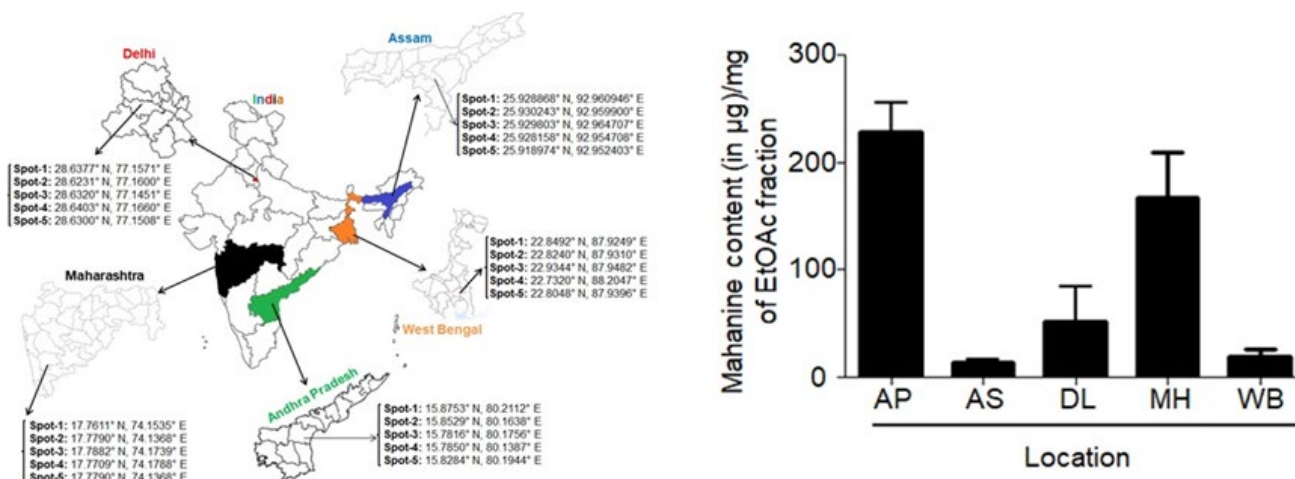 Delhi
India
Assam
Spot-1: 25.928868° N, 92.960946° E
Spot-2: 25.930243° N, 92.959900° E
Spot-3: 25.929803° N, 92.964707° E
Spot-4: 25.928158° N, 92.954708° E
Spot-5: 25.918974° N, 92.952403° E
Spot-1: 28.6377° N, 77.1571° E
Spot-2: 28.6231° N, 77.1600° E
Spot-3: 28.6320° N, 77.1451° E
Spot-4: 28.6403° N, 77.1660° E
Spot-5: 28.6300° N, 77.1508° E
Spot-1: 22.8492° N, 87.9249° E
Spot-2: 22.8240° N, 87.9310° E
Spot-3: 22.9344° N, 87.9482° E
Spot-4: 22.7320° N, 88.2047° E
Spot-5: 22.8048° N, 87.9396° E
Maharashtra
West Bengal
Andhra Pradesh
Spot-1: 15.8753° N, 80.2112° E
Spot-2: 15.8529° N, 80.1638° E
Spot-3: 15.7816° N, 80.1756° E
Spot-4: 15.7850° N, 80.1387° E
Spot-5: 15.8284° N, 80.1944° E
Spot-1: 17.7611° N, 74.1535° E
Spot-2: 17.7790° N, 74.1368° E
Spot-3: 17.7882° N, 74.1739° E
Spot-4: 17.7709° N, 74.1788° E
Spot-5: 17.7790° N, 74.1368° E
Mahanine content (in µg)/mg
of EtOAc fraction
300
200
100
0
AP AS DL MH WB
Location